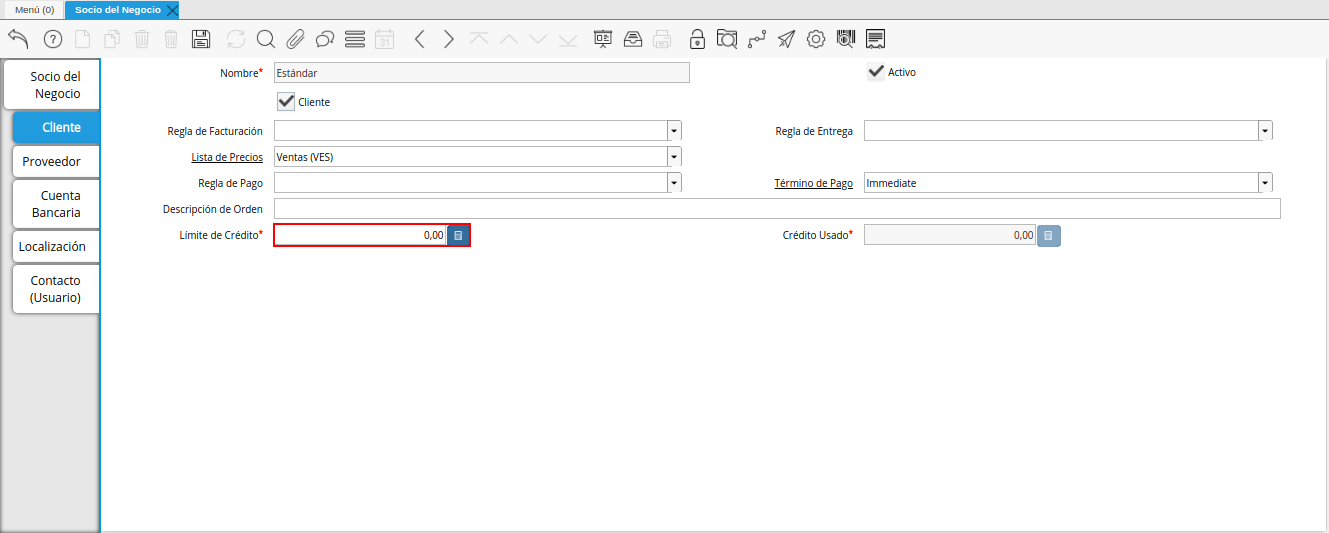 Menú (0)
Socio del Negocio
31
Socio del
Negocio
Cliente
Proveedor
Cuenta
Bancaria
Localización
Contacto
(Usuario)
Nombre* Estándar
Activo
Cliente
Regla de Facturación
Regla de Entrega
Lista de Precios Ventas (VES)
Regla de Pago
Término de Pago Immediate
Descripción de Orden
Límite de Crédito* 0,00
Crédito Usado* 0,00